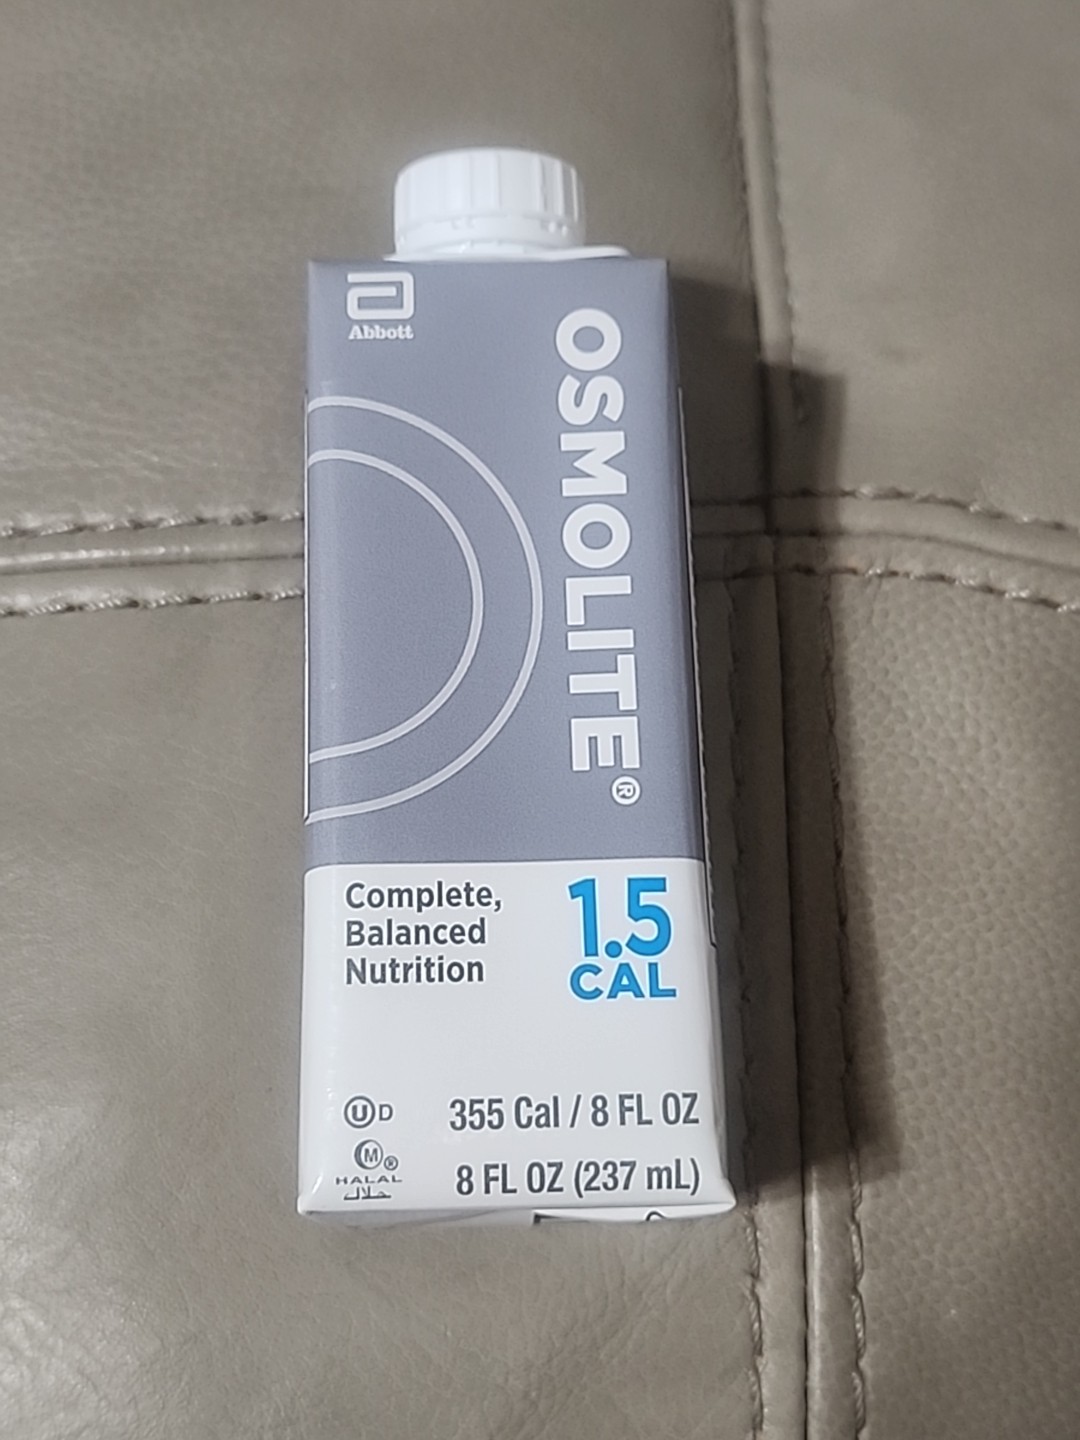 Abbott
OSMOLITE®
Complete,
Balanced
Nutrition
1.5
CAL
U D
355 Cal / 8 FL OZ
M ®
HALAL
حلال
8 FL OZ (237 mL)